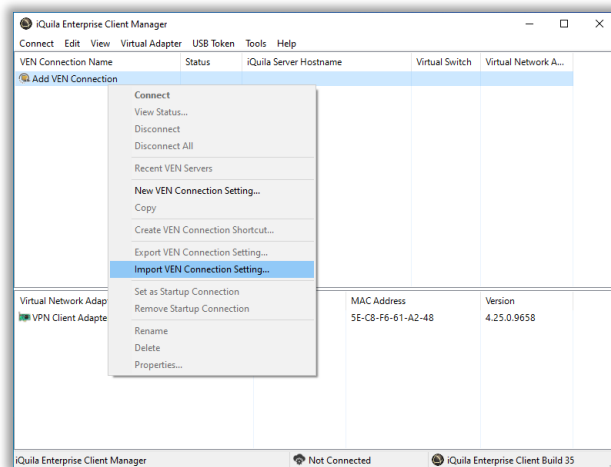 iQuila Enterprise Client Manager
Connect Edit View Virtual Adapter USB Token Tools Help
VEN Connection Name Status iQuila Server Hostname Virtual Switch Virtual Network A...
Add VEN Connection
Connect
View Status...
Disconnect
Disconnect All
Recent VEN Servers
New VEN Connection Setting...
Copy
Create VEN Connection Shortcut...
Export VEN Connection Setting...
Import VEN Connection Setting...
Set as Startup Connection
Remove Startup Connection
Rename
Delete
Properties...
Virtual Network Adap MAC Address Version
VPN Client Adapte 5E-C8-F6-61-A2-48 4.25.0.9658
iQuila Enterprise Client Manager Not Connected iQuila Enterprise Client Build 35